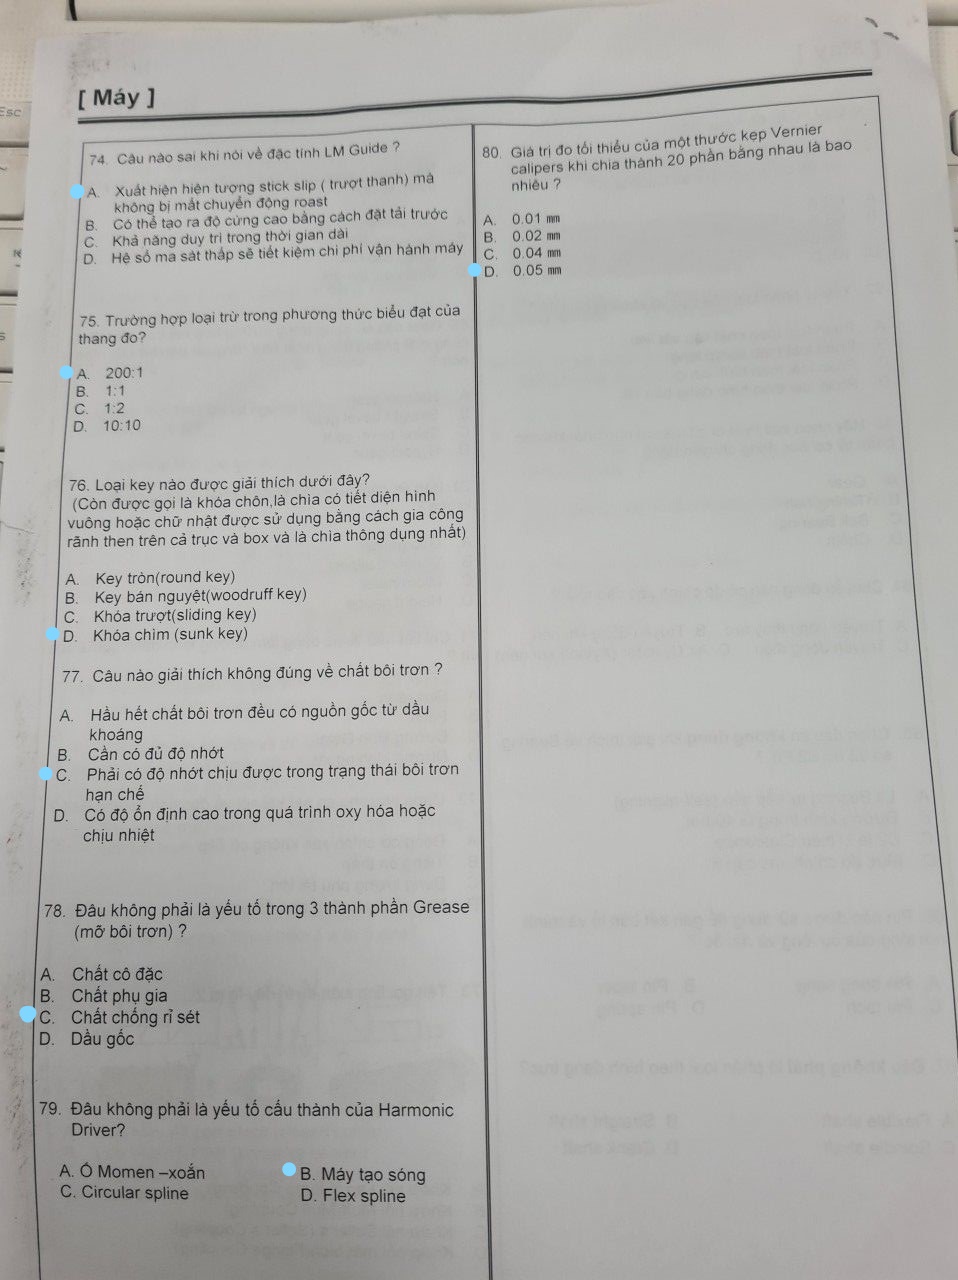 Esc
[ Máy ]
74. Câu nào sai khi nói về đặc tính LM Guide ?
A. Xuất hiện hiện tượng stick slip ( trượt thanh) mà
không bị mất chuyển động roast
B. Có thể tạo ra độ cứng cao bằng cách đặt tải trước
C. Khả năng duy trì trong thời gian dài
D. Hệ số ma sát thấp sẽ tiết kiệm chi phí vận hành máy
75. Trường hợp loại trừ trong phương thức biểu đạt của
thang đo?
A. 200:1
B. 1:1
C. 1:2
D. 10:10
76. Loại key nào được giải thích dưới đây?
(Còn được gọi là khóa chôn,là chìa có tiết diện hình
vuông hoặc chữ nhật được sử dụng bằng cách gia công
rãnh then trên cả trục và box và là chìa thông dụng nhất)
A. Key tròn(round key)
B. Key bán nguyệt(woodruff key)
C. Khóa trượt(sliding key)
D. Khóa chìm (sunk key)
77. Câu nào giải thích không đúng về chất bôi trơn ?
A. Hầu hết chất bôi trơn đều có nguồn gốc từ dầu
khoáng
B. Cần có đủ độ nhớt
C. Phải có độ nhớt chịu được trong trạng thái bôi trơn
hạn chế
D. Có độ ổn định cao trong quá trình oxy hóa hoặc
chịu nhiệt
78. Đâu không phải là yếu tố trong 3 thành phần Grease
(mỡ bôi trơn) ?
A. Chất cô đặc
B. Chất phụ gia
C. Chất chống rỉ sét
D. Dầu gốc
79. Đâu không phải là yếu tố cấu thành của Harmonic
Driver?
A. Ổ Momen –xoắn
B. Máy tạo sóng
C. Circular spline
D. Flex spline
80. Giá trị đo tối thiểu của một thước kẹp Vernier
calipers khi chia thành 20 phần bằng nhau là bao
nhiêu ?
A. 0.01 mm
B. 0.02 mm
C. 0.04 mm
D. 0.05 mm